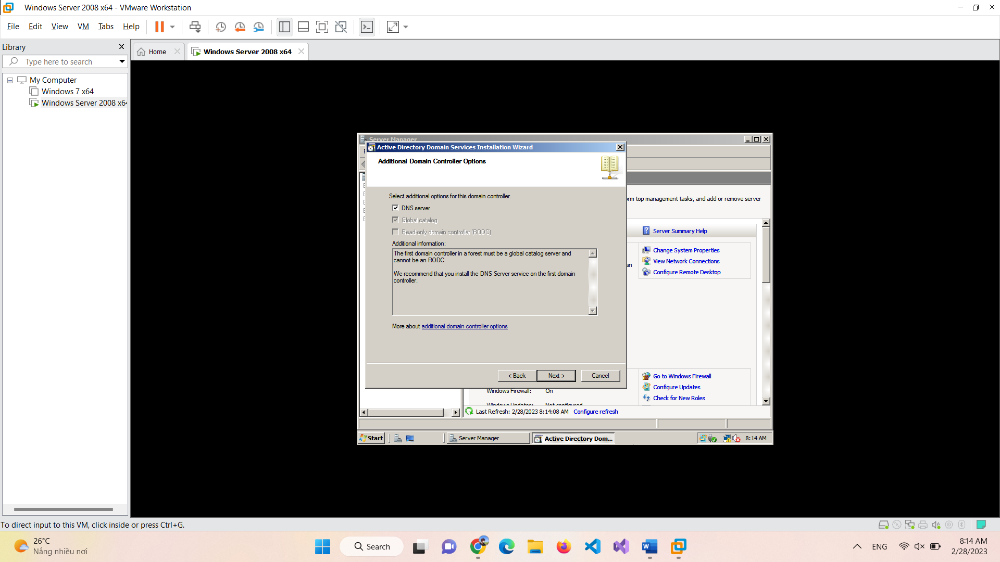 Windows Server 2008 x64 - VMware Workstation
File Edit View VM Tabs Help
Library
Home
Windows Server 2008 x64
Type here to search
My Computer
Windows 7 x64
Windows Server 2008 x64
Server Manager
Active Directory Domain Services Installation Wizard
Additional Domain Controller Options
Select additional options for this domain controller.
DNS server
Global catalog
Read-only domain controller (RODC)
Additional information:
The first domain controller in a forest must be a global catalog server and
cannot be an RODC.
We recommend that you install the DNS Server service on the first domain
controller.
More about additional domain controller options
< Back
Next >
Cancel
rm top management tasks, and add or remove server
Server Summary Help
Change System Properties
View Network Connections
an
Configure Remote Desktop
Go to Windows Firewall
Configure Updates
Check for New Roles
Windows Firewall: On
Windows Updates: Not configured
Last Refresh: 2/28/2023 8:14:08 AM Configure refresh
Start
Server Manager
Active Directory Dom...
8:14 AM
To direct input to this VM, click inside or press Ctrl+G.
26°C
Nắng nhiều nơi
Search
ENG
8:14 AM
2/28/2023